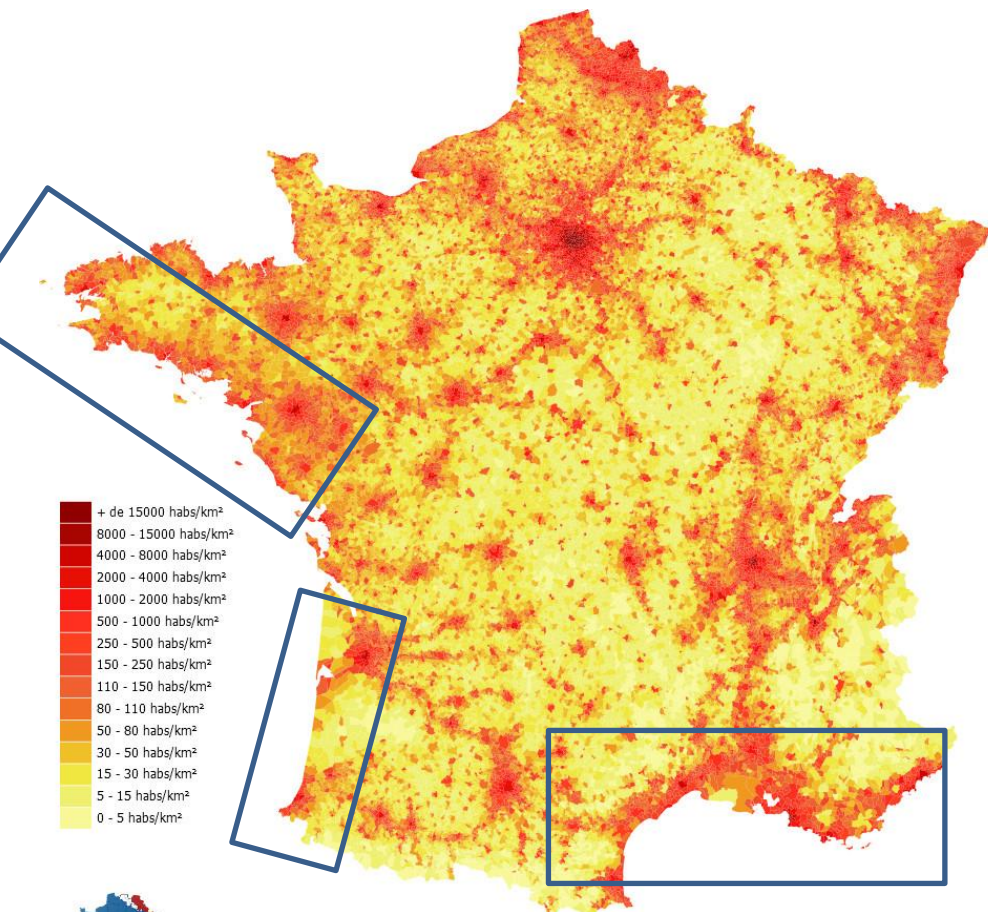 + de 15000 habs/km²
8000 - 15000 habs/km²
4000 - 8000 habs/km²
2000 - 4000 habs/km²
1000 - 2000 habs/km²
500 - 1000 habs/km²
250 - 500 habs/km²
150 - 250 habs/km²
110 - 150 habs/km²
80 - 110 habs/km²
50 - 80 habs/km²
30 - 50 habs/km²
15 - 30 habs/km²
5 - 15 habs/km²
0 - 5 habs/km²